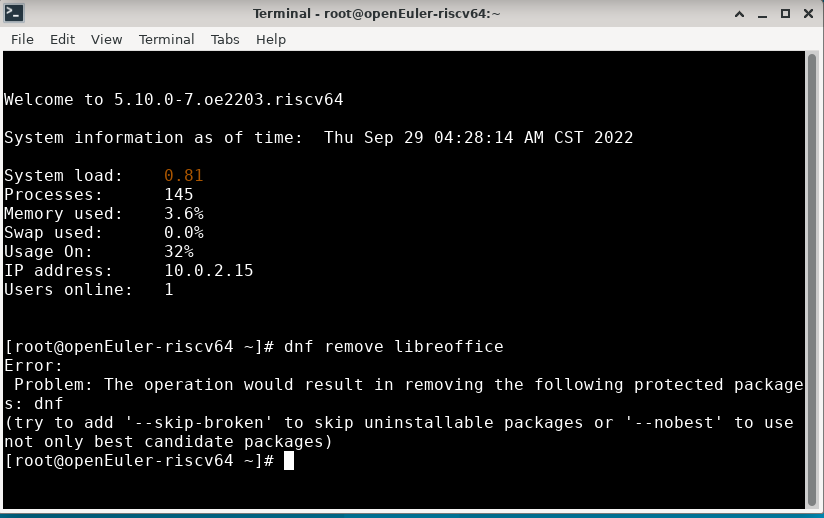 Terminal - root@openEuler-riscv64:~
File Edit View Terminal Tabs Help
Welcome to 5.10.0-7.oe2203.riscv64
System information as of time:  Thu Sep 29 04:28:14 AM CST 2022
System load:    0.81
Processes:      145
Memory used:    3.6%
Swap used:      0.0%
Usage On:       32%
IP address:     10.0.2.15
Users online:   1
[root@openEuler-riscv64 ~]# dnf remove libreoffice
Error:
 Problem: The operation would result in removing the following protected package
s: dnf
(try to add '--skip-broken' to skip uninstallable packages or '--nobest' to use
not only best candidate packages)
[root@openEuler-riscv64 ~]#